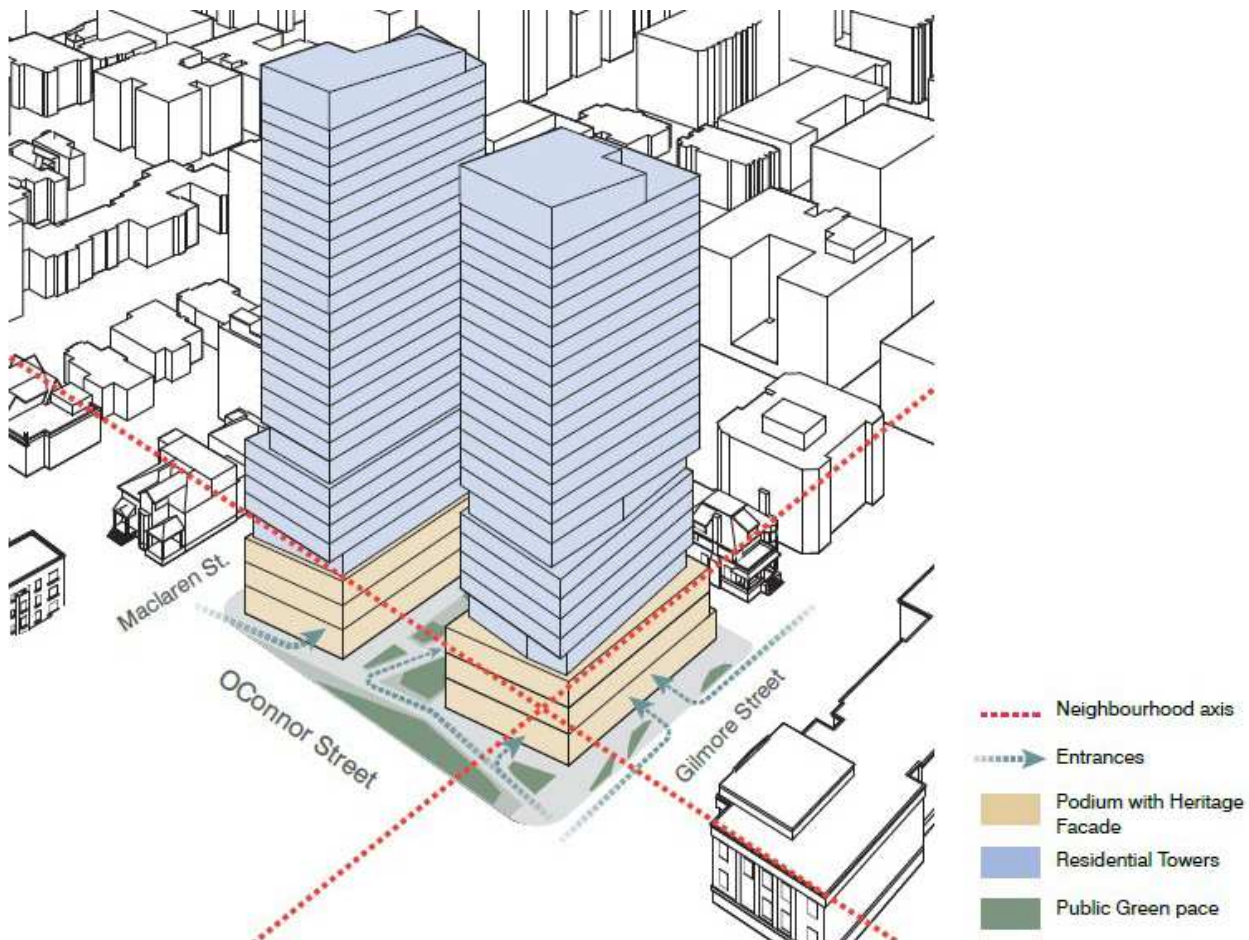 Maclaren St.
OConnor Street
Gilmore Street
Neighbourhood axis
Entrances
Podium with Heritage
Facade
Residential Towers
Public Green pace